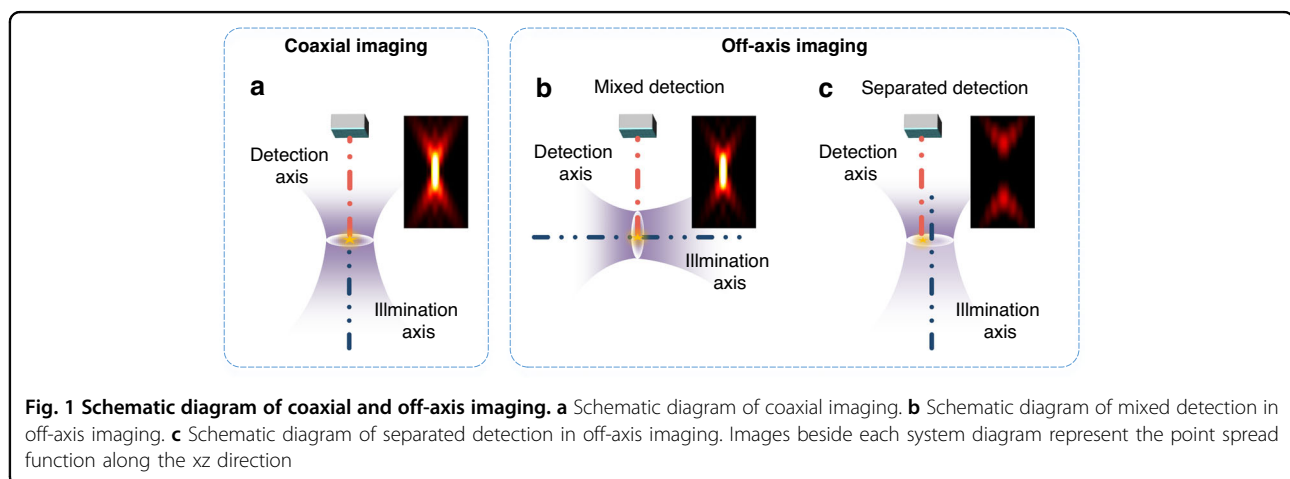 Coaxial imaging
Off-axis imaging
a
Detection
axis
Illmination
axis
b
Mixed detection
Detection
axis
Illmination
axis
c
Separated detection
Detection
axis
Illmination
axis
Fig. 1 Schematic diagram of coaxial and off-axis imaging. a Schematic diagram of coaxial imaging. b Schematic diagram of mixed detection in
off-axis imaging. c Schematic diagram of separated detection in off-axis imaging. Images beside each system diagram represent the point spread
function along the xz direction